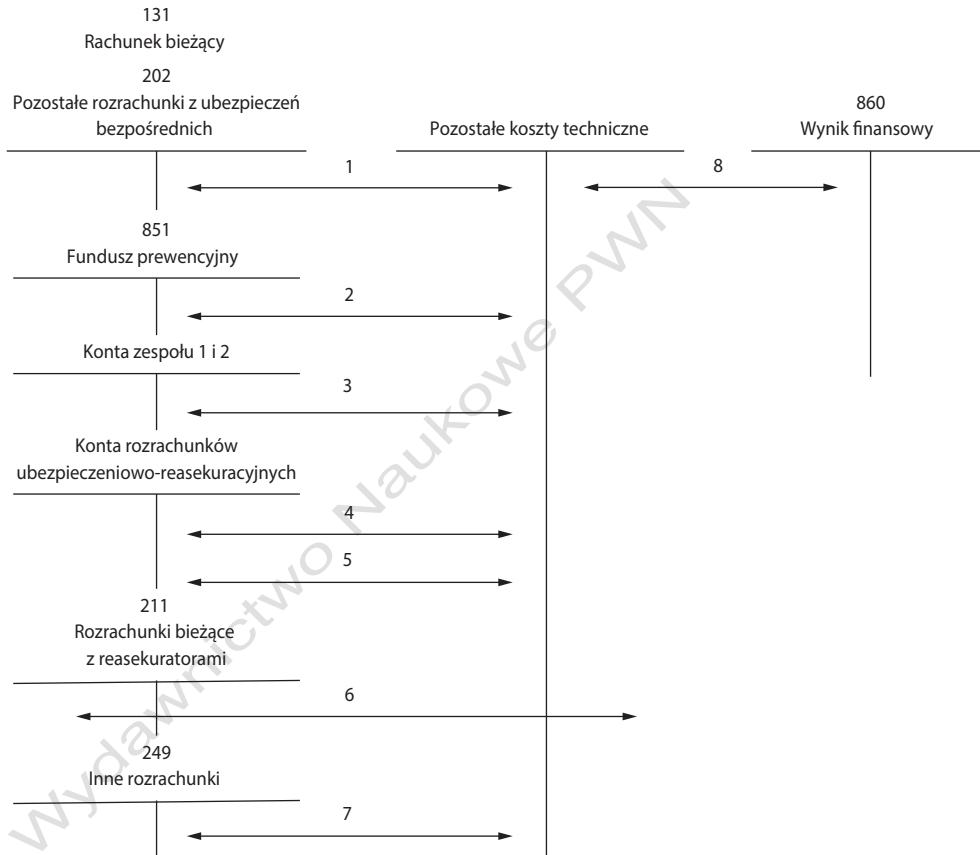 131
Rachunek bieżący
202
Pozostałe rozrachunki z ubezpieczeń
bezpośrednich
Pozostałe koszty techniczne
860
Wynik finansowy
1
8
851
Fundusz prewencyjny
2
Konta zespołu 1 i 2
3
Konta rozrachunków
ubezpieczeniowo-reasekuracyjnych
4
5
211
Rozrachunki bieżące
z reasekuratorami
6
249
Inne rozrachunki
7
Wydawnictwo Naukowe PWN